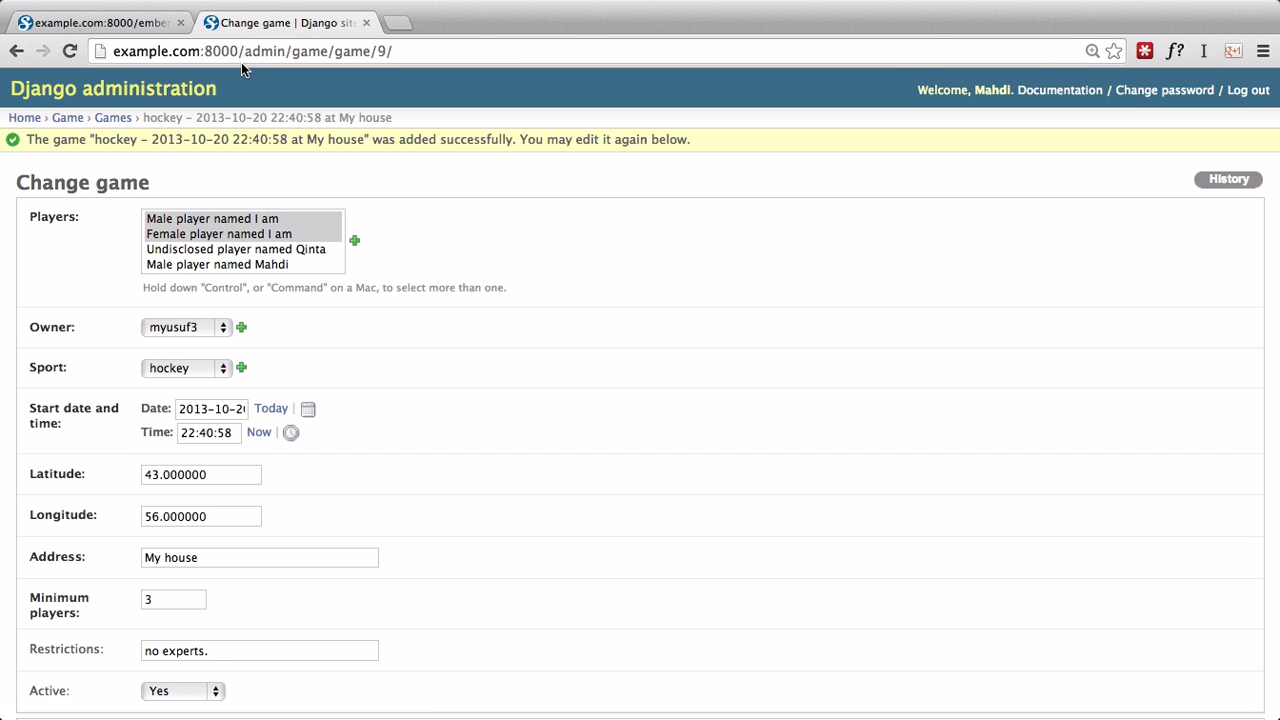 example.com:8000/ember
Change game | Django site
example.com:8000/admin/game/game/9/
Django administration
Welcome, Mahdi. Documentation / Change password / Log out
Home › Game › Games › hockey - 2013-10-20 22:40:58 at My house
The game "hockey - 2013-10-20 22:40:58 at My house" was added successfully. You may edit it again below.
Change game
History
Players:
Male player named I am
Female player named I am
Undisclosed player named Qinta
Male player named Mahdi
Hold down "Control", or "Command" on a Mac, to select more than one.
Owner:
myusuf3
Sport:
hockey
Start date and time:
Date: 2013-10-20 Today |
Time: 22:40:58 Now |
Latitude:
43.000000
Longitude:
56.000000
Address:
My house
Minimum players:
3
Restrictions:
no experts.
Active:
Yes